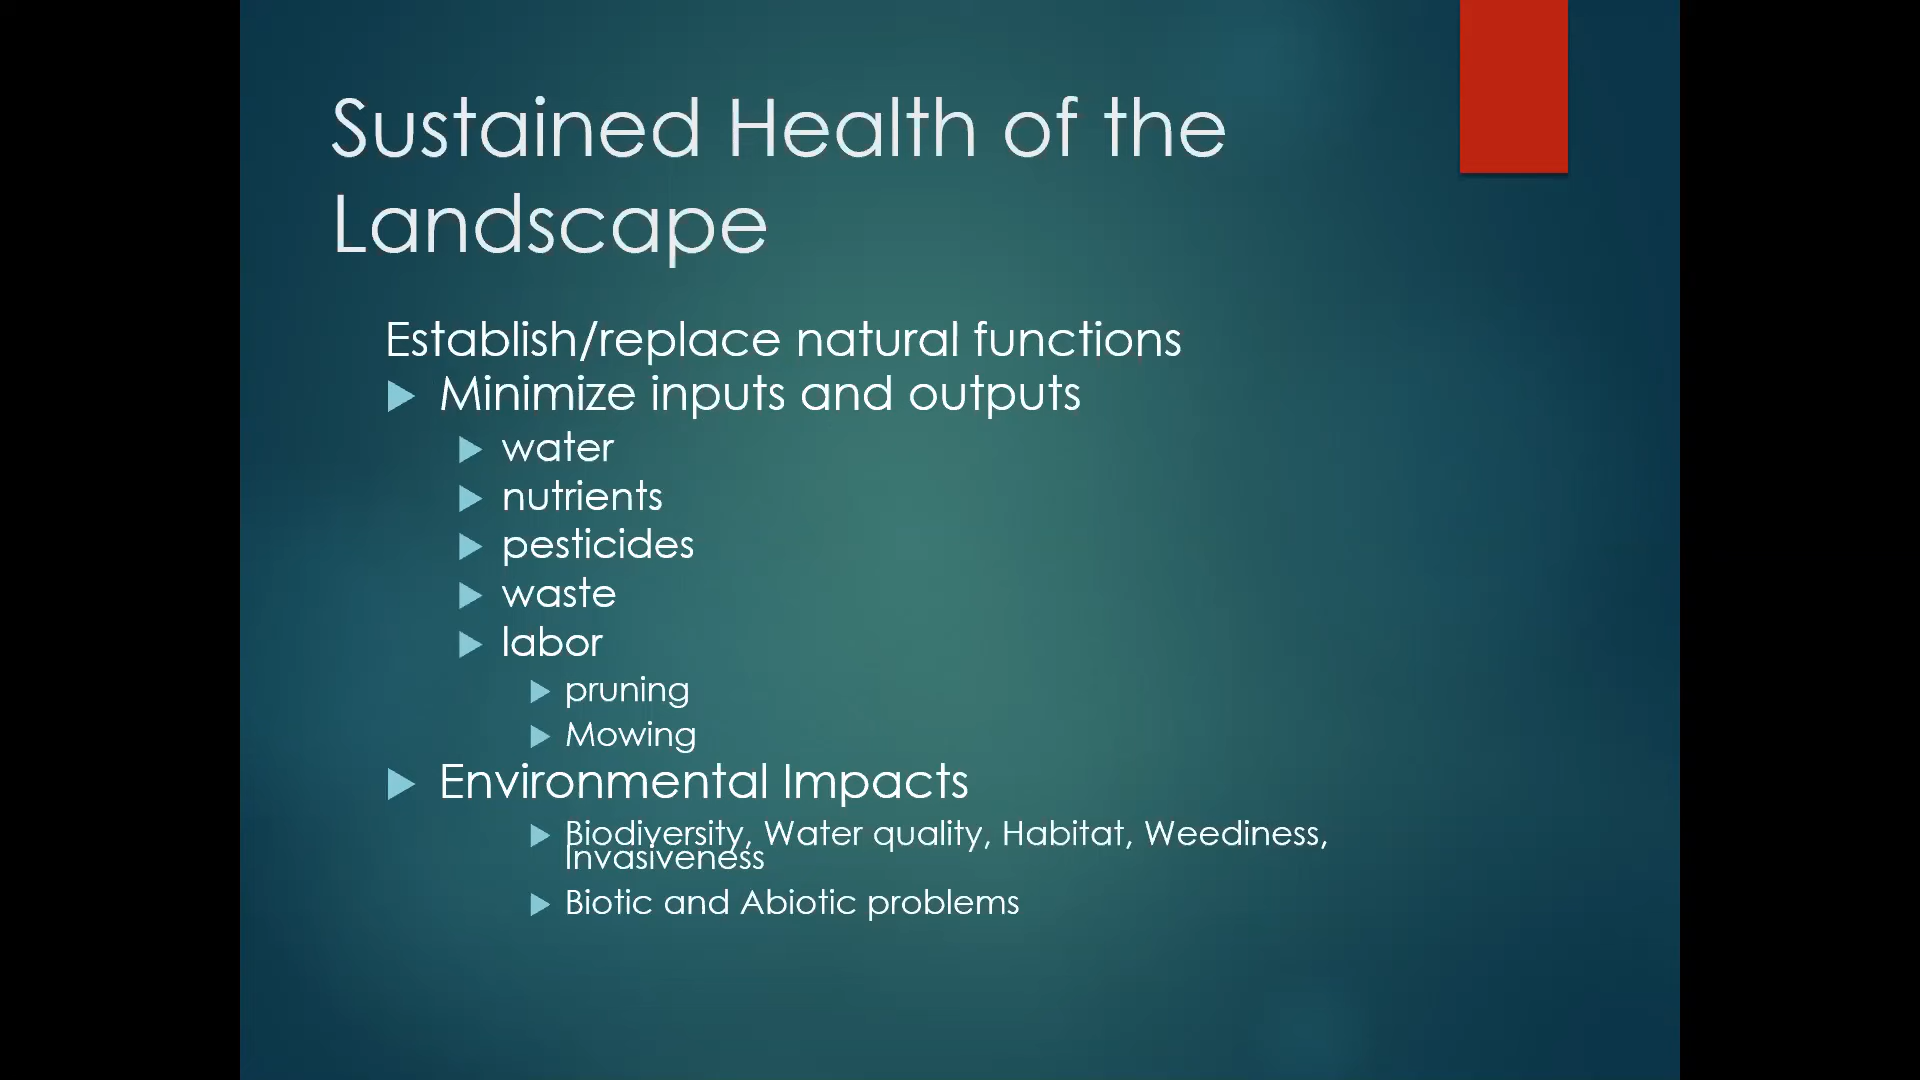 Sustained Health of the
Landscape
Establish/replace natural functions
Minimize inputs and outputs
water
nutrients
pesticides
waste
labor
pruning
Mowing
Environmental Impacts
Biodiversity, Water quality, Habitat, Weediness,
Invasiveness
Biotic and Abiotic problems